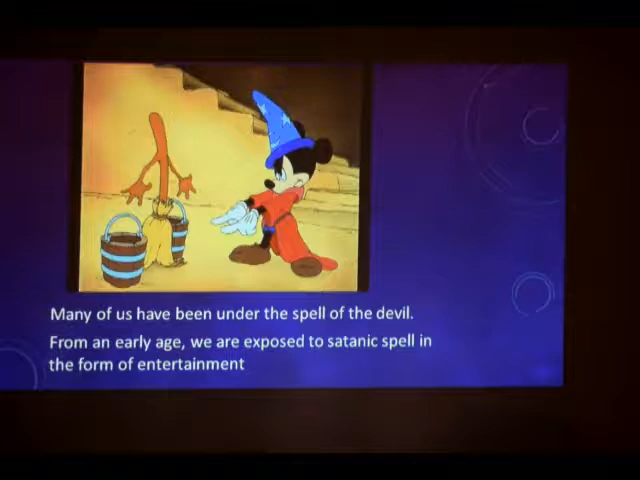 Many of us have been under the spell of the devil.
From an early age, we are exposed to satanic spell in
the form of entertainment